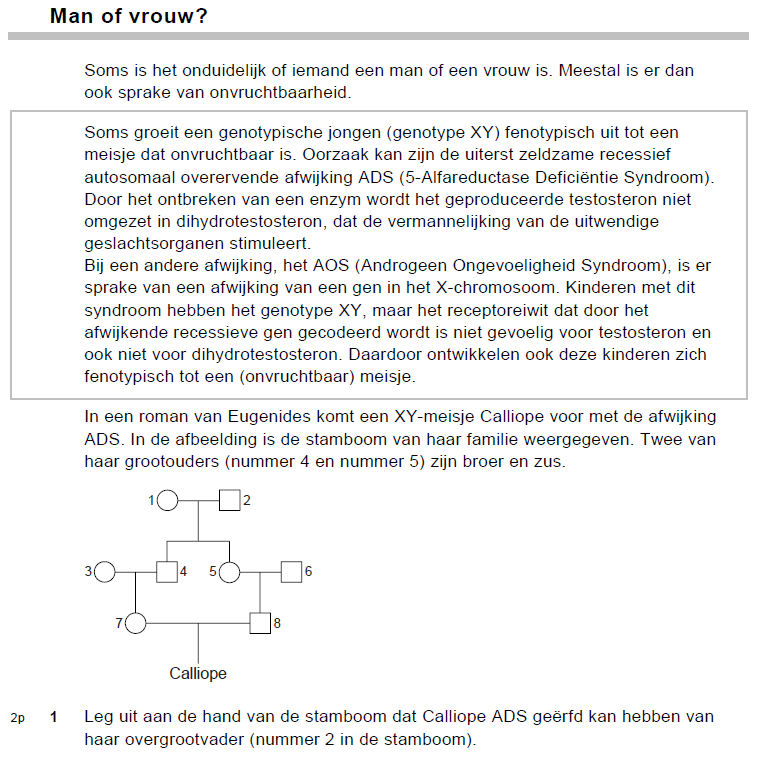 Man of vrouw?
Soms is het onduidelijk of iemand een man of een vrouw is. Meestal is er dan
ook sprake van onvruchtbaarheid.
Soms groeit een genotypische jongen (genotype XY) fenotypisch uit tot een
meisje dat onvruchtbaar is. Oorzaak kan zijn de uiterst zeldzame recessief
autosomaal overervende afwijking ADS (5-Alfareductase Deficiëntie Syndroom).
Door het ontbreken van een enzym wordt het geproduceerde testosteron niet
omgezet in dihydrotestosteron, dat de vermannelijking van de uitwendige
geslachtsorganen stimuleert.
Bij een andere afwijking, het AOS (Androgeen Ongevoeligheid Syndroom), is er
sprake van een afwijking van een gen in het X-chromosoom. Kinderen met dit
syndroom hebben het genotype XY, maar het receptoreiwit dat door het
afwijkende recessieve gen gecodeerd wordt is niet gevoelig voor testosteron en
ook niet voor dihydrotestosteron. Daardoor ontwikkelen ook deze kinderen zich
fenotypisch tot een (onvruchtbaar) meisje.
In een roman van Eugenides komt een XY-meisje Calliope voor met de afwijking
ADS. In de afbeelding is de stamboom van haar familie weergegeven. Twee van
haar grootouders (nummer 4 en nummer 5) zijn broer en zus.
1 2
3 4 5 6
7 8
Calliope
2p 1 Leg uit aan de hand van de stamboom dat Calliope ADS geërfd kan hebben van
haar overgrootvader (nummer 2 in de stamboom).